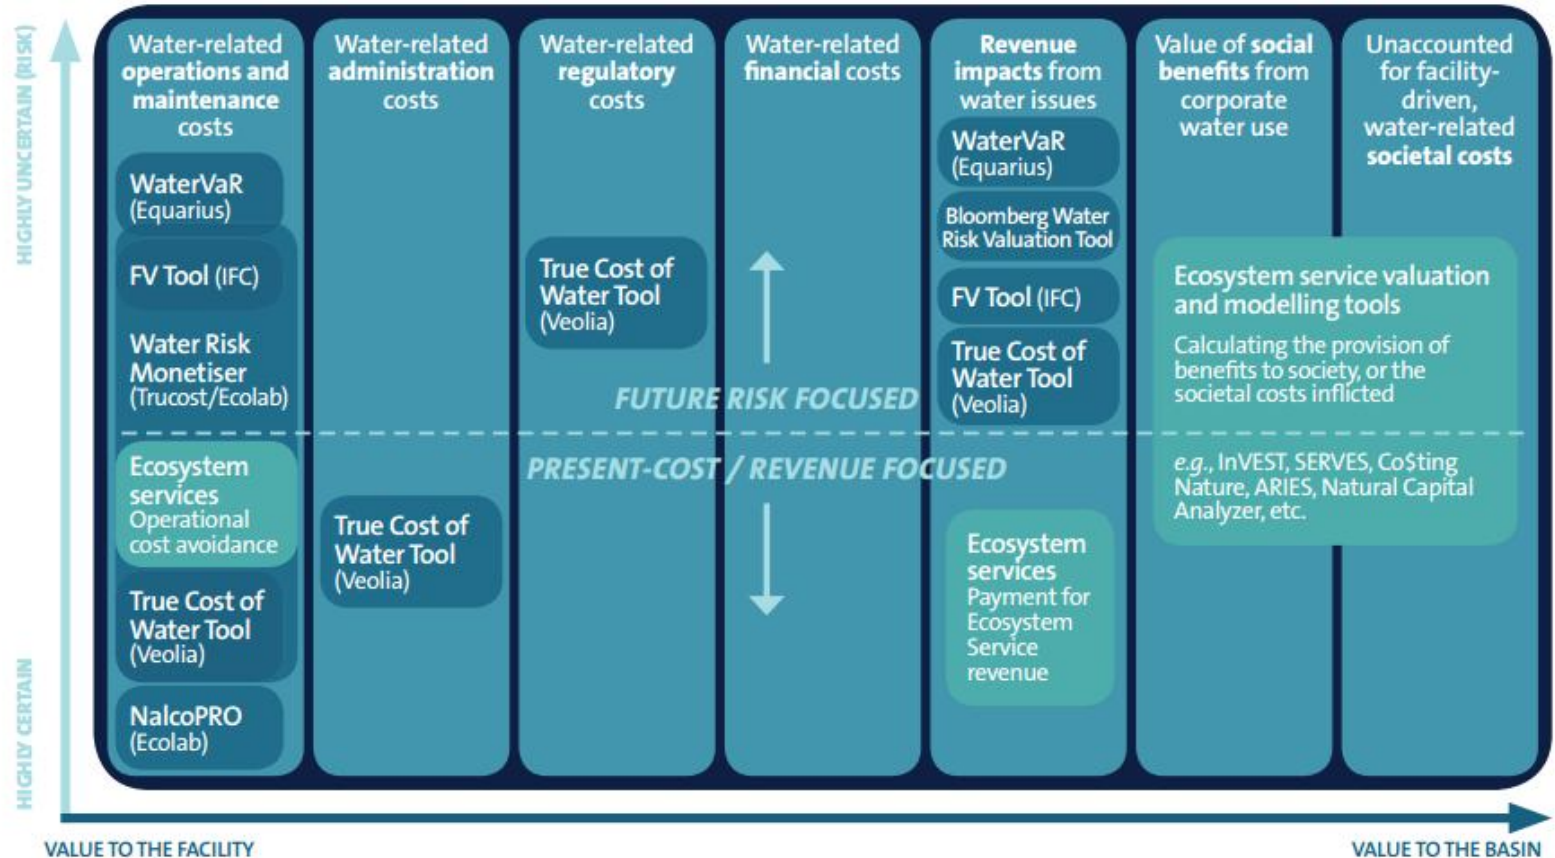 HIGHLY UNCERTAIN (RISK)
HIGHLY CERTAIN
Water-related
operations and
maintenance
costs
WaterVaR
(Equarius)
FV Tool (IFC)
Water Risk
Monetiser
(Trucost/Ecolab)
Ecosystem
services
Operational
cost avoidance
True Cost of
Water Tool
(Veolia)
NalcoPRO
(Ecolab)
Water-related
administration
costs
True Cost of
Water Tool
(Veolia)
Water-related
regulatory
costs
True Cost of
Water Tool
(Veolia)
Water-related
financial costs
FUTURE RISK FOCUSED
PRESENT-COST / REVENUE FOCUSED
Revenue
impacts from
water issues
WaterVaR
(Equarius)
Bloomberg Water
Risk Valuation Tool
FV Tool (IFC)
True Cost of
Water Tool
(Veolia)
Ecosystem
services
Payment for
Ecosystem
Service
revenue
Value of social
benefits from
corporate
water use
Unaccounted
for facility-
driven,
water-related
societal costs
Ecosystem service valuation
and modelling tools
Calculating the provision of
benefits to society, or the
societal costs inflicted
e.g., InVEST, SERVES, Co$ting
Nature, ARIES, Natural Capital
Analyzer, etc.
VALUE TO THE FACILITY
VALUE TO THE BASIN